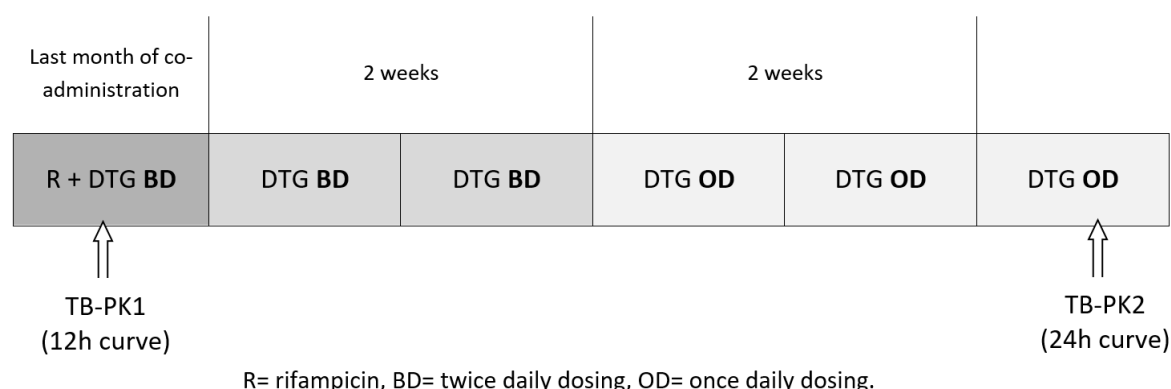 Last month of co-
administration
2 weeks
2 weeks
R + DTG BD
DTG BD
DTG BD
DTG OD
DTG OD
DTG OD
TB-PK1
(12h curve)
TB-PK2
(24h curve)
R= rifampicin, BD= twice daily dosing, OD= once daily dosing.